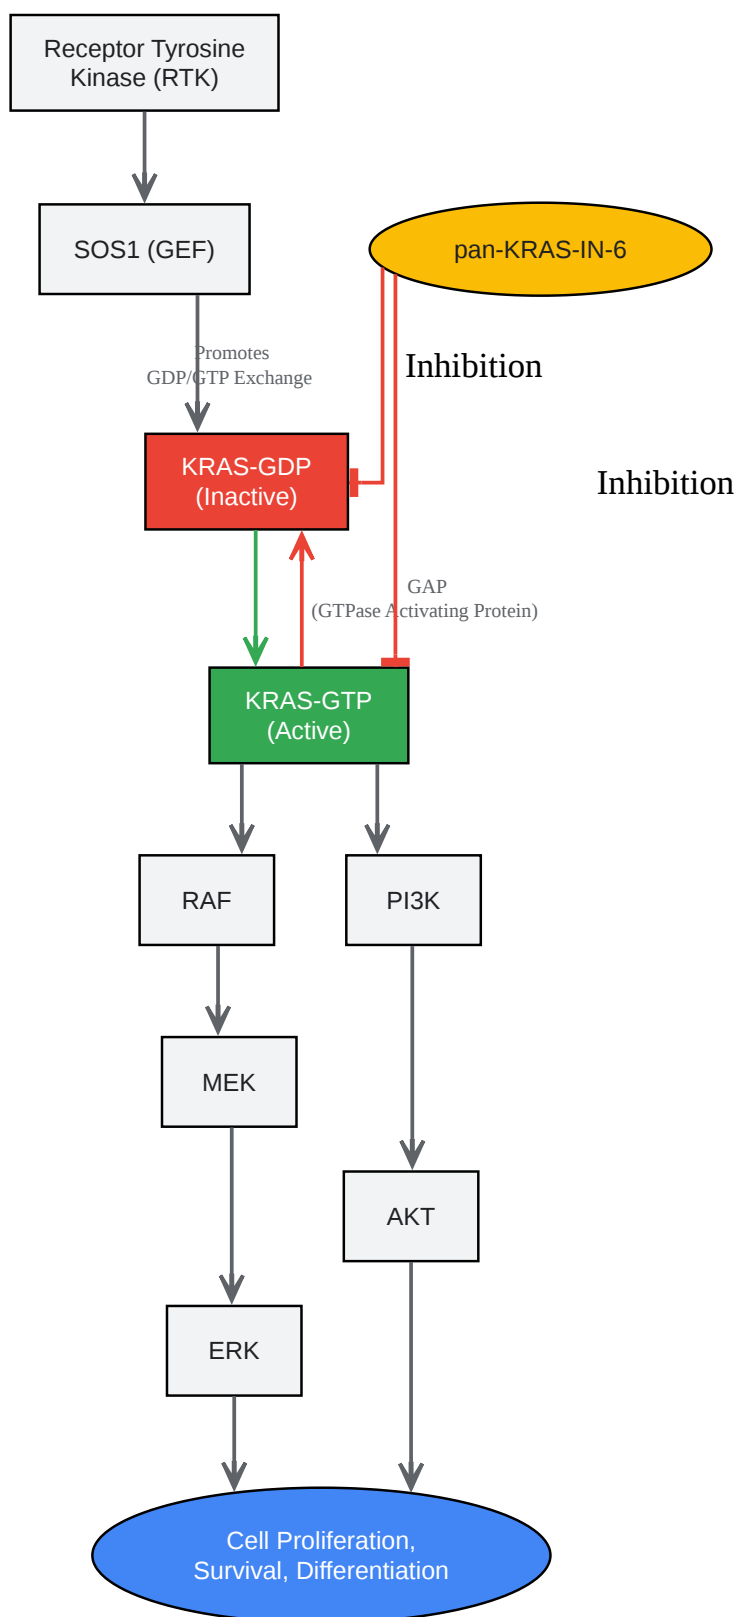 Receptor Tyrosine
Kinase (RTK)
SOS1 (GEF)
pan-KRAS-IN-6
Promotes
GDP/GTP Exchange
Inhibition
KRAS-GDP
(Inactive)
Inhibition
GAP
(GTPase Activating Protein)
KRAS-GTP
(Active)
RAF
PI3K
MEK
AKT
ERK
Cell Proliferation,
Survival, Differentiation